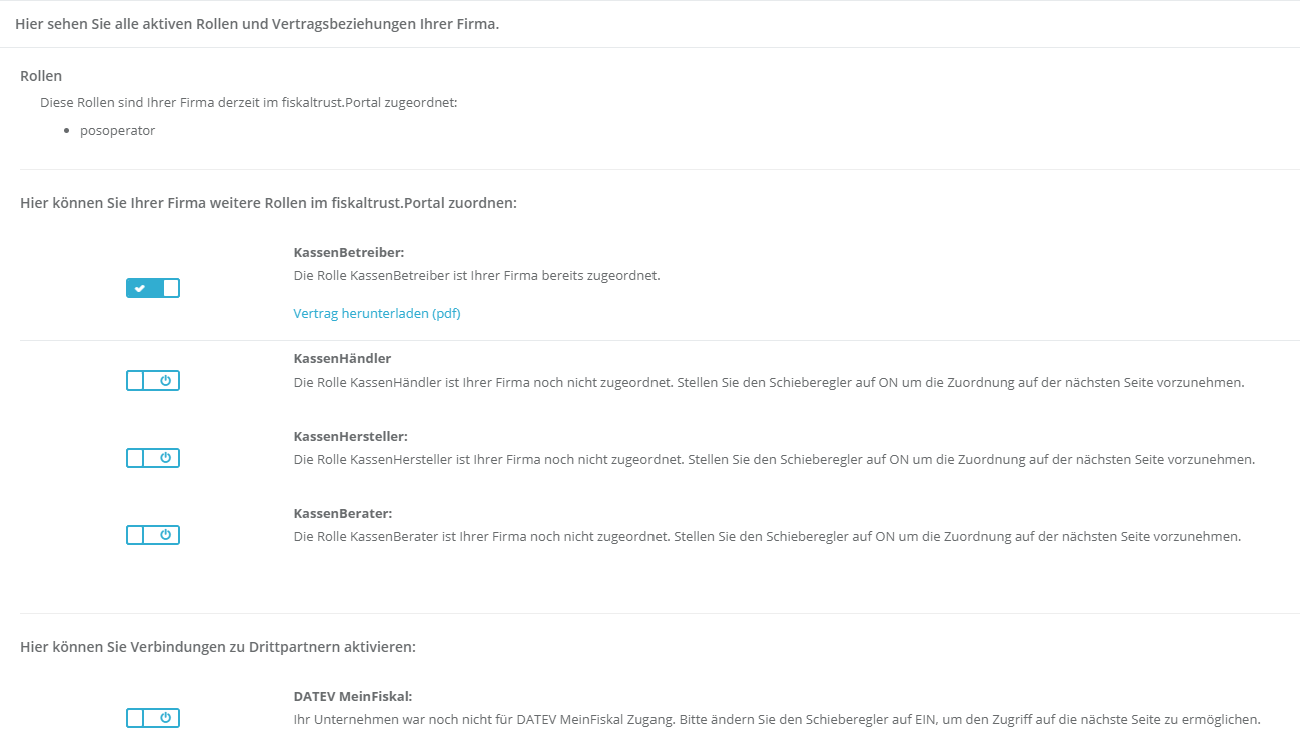 Hier sehen Sie alle aktiven Rollen und Vertragsbeziehungen Ihrer Firma.
Rollen
Diese Rollen sind Ihrer Firma derzeit im fiskaltrust.Portal zugeordnet:
posoperator
Hier können Sie Ihrer Firma weitere Rollen im fiskaltrust.Portal zuordnen:
KassenBetreiber:
Die Rolle KassenBetreiber ist Ihrer Firma bereits zugeordnet.
Vertrag herunterladen (pdf)
KassenHändler
Die Rolle KassenHändler ist Ihrer Firma noch nicht zugeordnet. Stellen Sie den Schieberegler auf ON um die Zuordnung auf der nächsten Seite vorzunehmen.
KassenHersteller:
Die Rolle KassenHersteller ist Ihrer Firma noch nicht zugeordnet. Stellen Sie den Schieberegler auf ON um die Zuordnung auf der nächsten Seite vorzunehmen.
KassenBerater:
Die Rolle KassenBerater ist Ihrer Firma noch nicht zugeordnet. Stellen Sie den Schieberegler auf ON um die Zuordnung auf der nächsten Seite vorzunehmen.
Hier können Sie Verbindungen zu Drittpartnern aktivieren:
DATEV MeinFiskal:
Ihr Unternehmen war noch nicht für DATEV MeinFiskal Zugang. Bitte ändern Sie den Schieberegler auf EIN, um den Zugriff auf die nächste Seite zu ermöglichen.